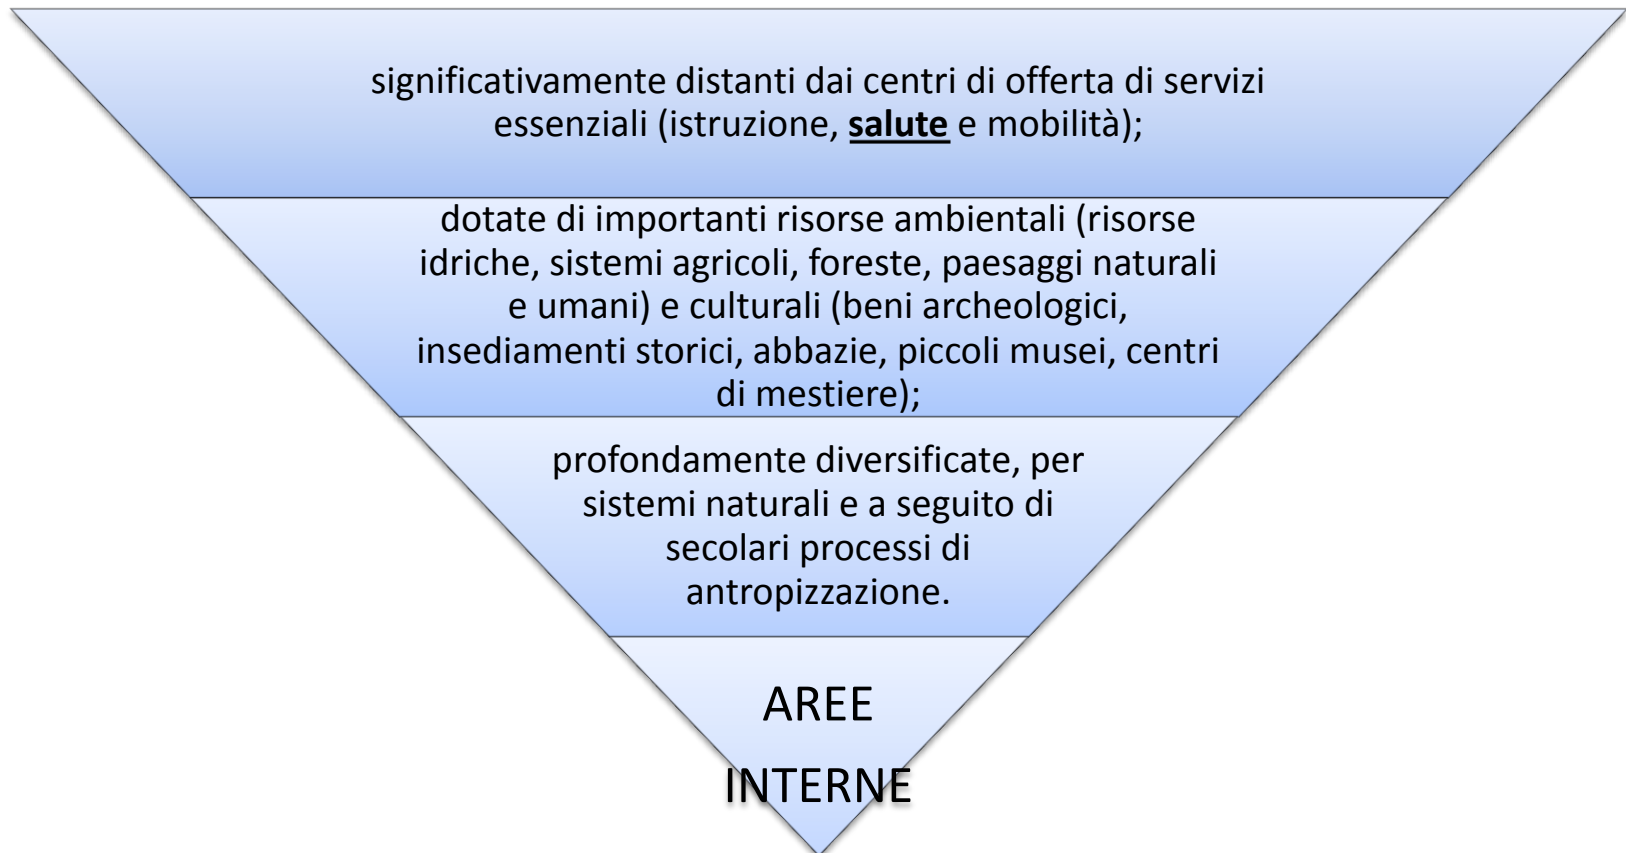 significativamente distanti dai centri di offerta di servizi
essenziali (istruzione, salute e mobilità);
dotate di importanti risorse ambientali (risorse
idriche, sistemi agricoli, foreste, paesaggi naturali
e umani) e culturali (beni archeologici,
insediamenti storici, abbazie, piccoli musei, centri
di mestiere);
profondamente diversificate, per
sistemi naturali e a seguito di
secolari processi di
antropizzazione.
AREE
INTERNE